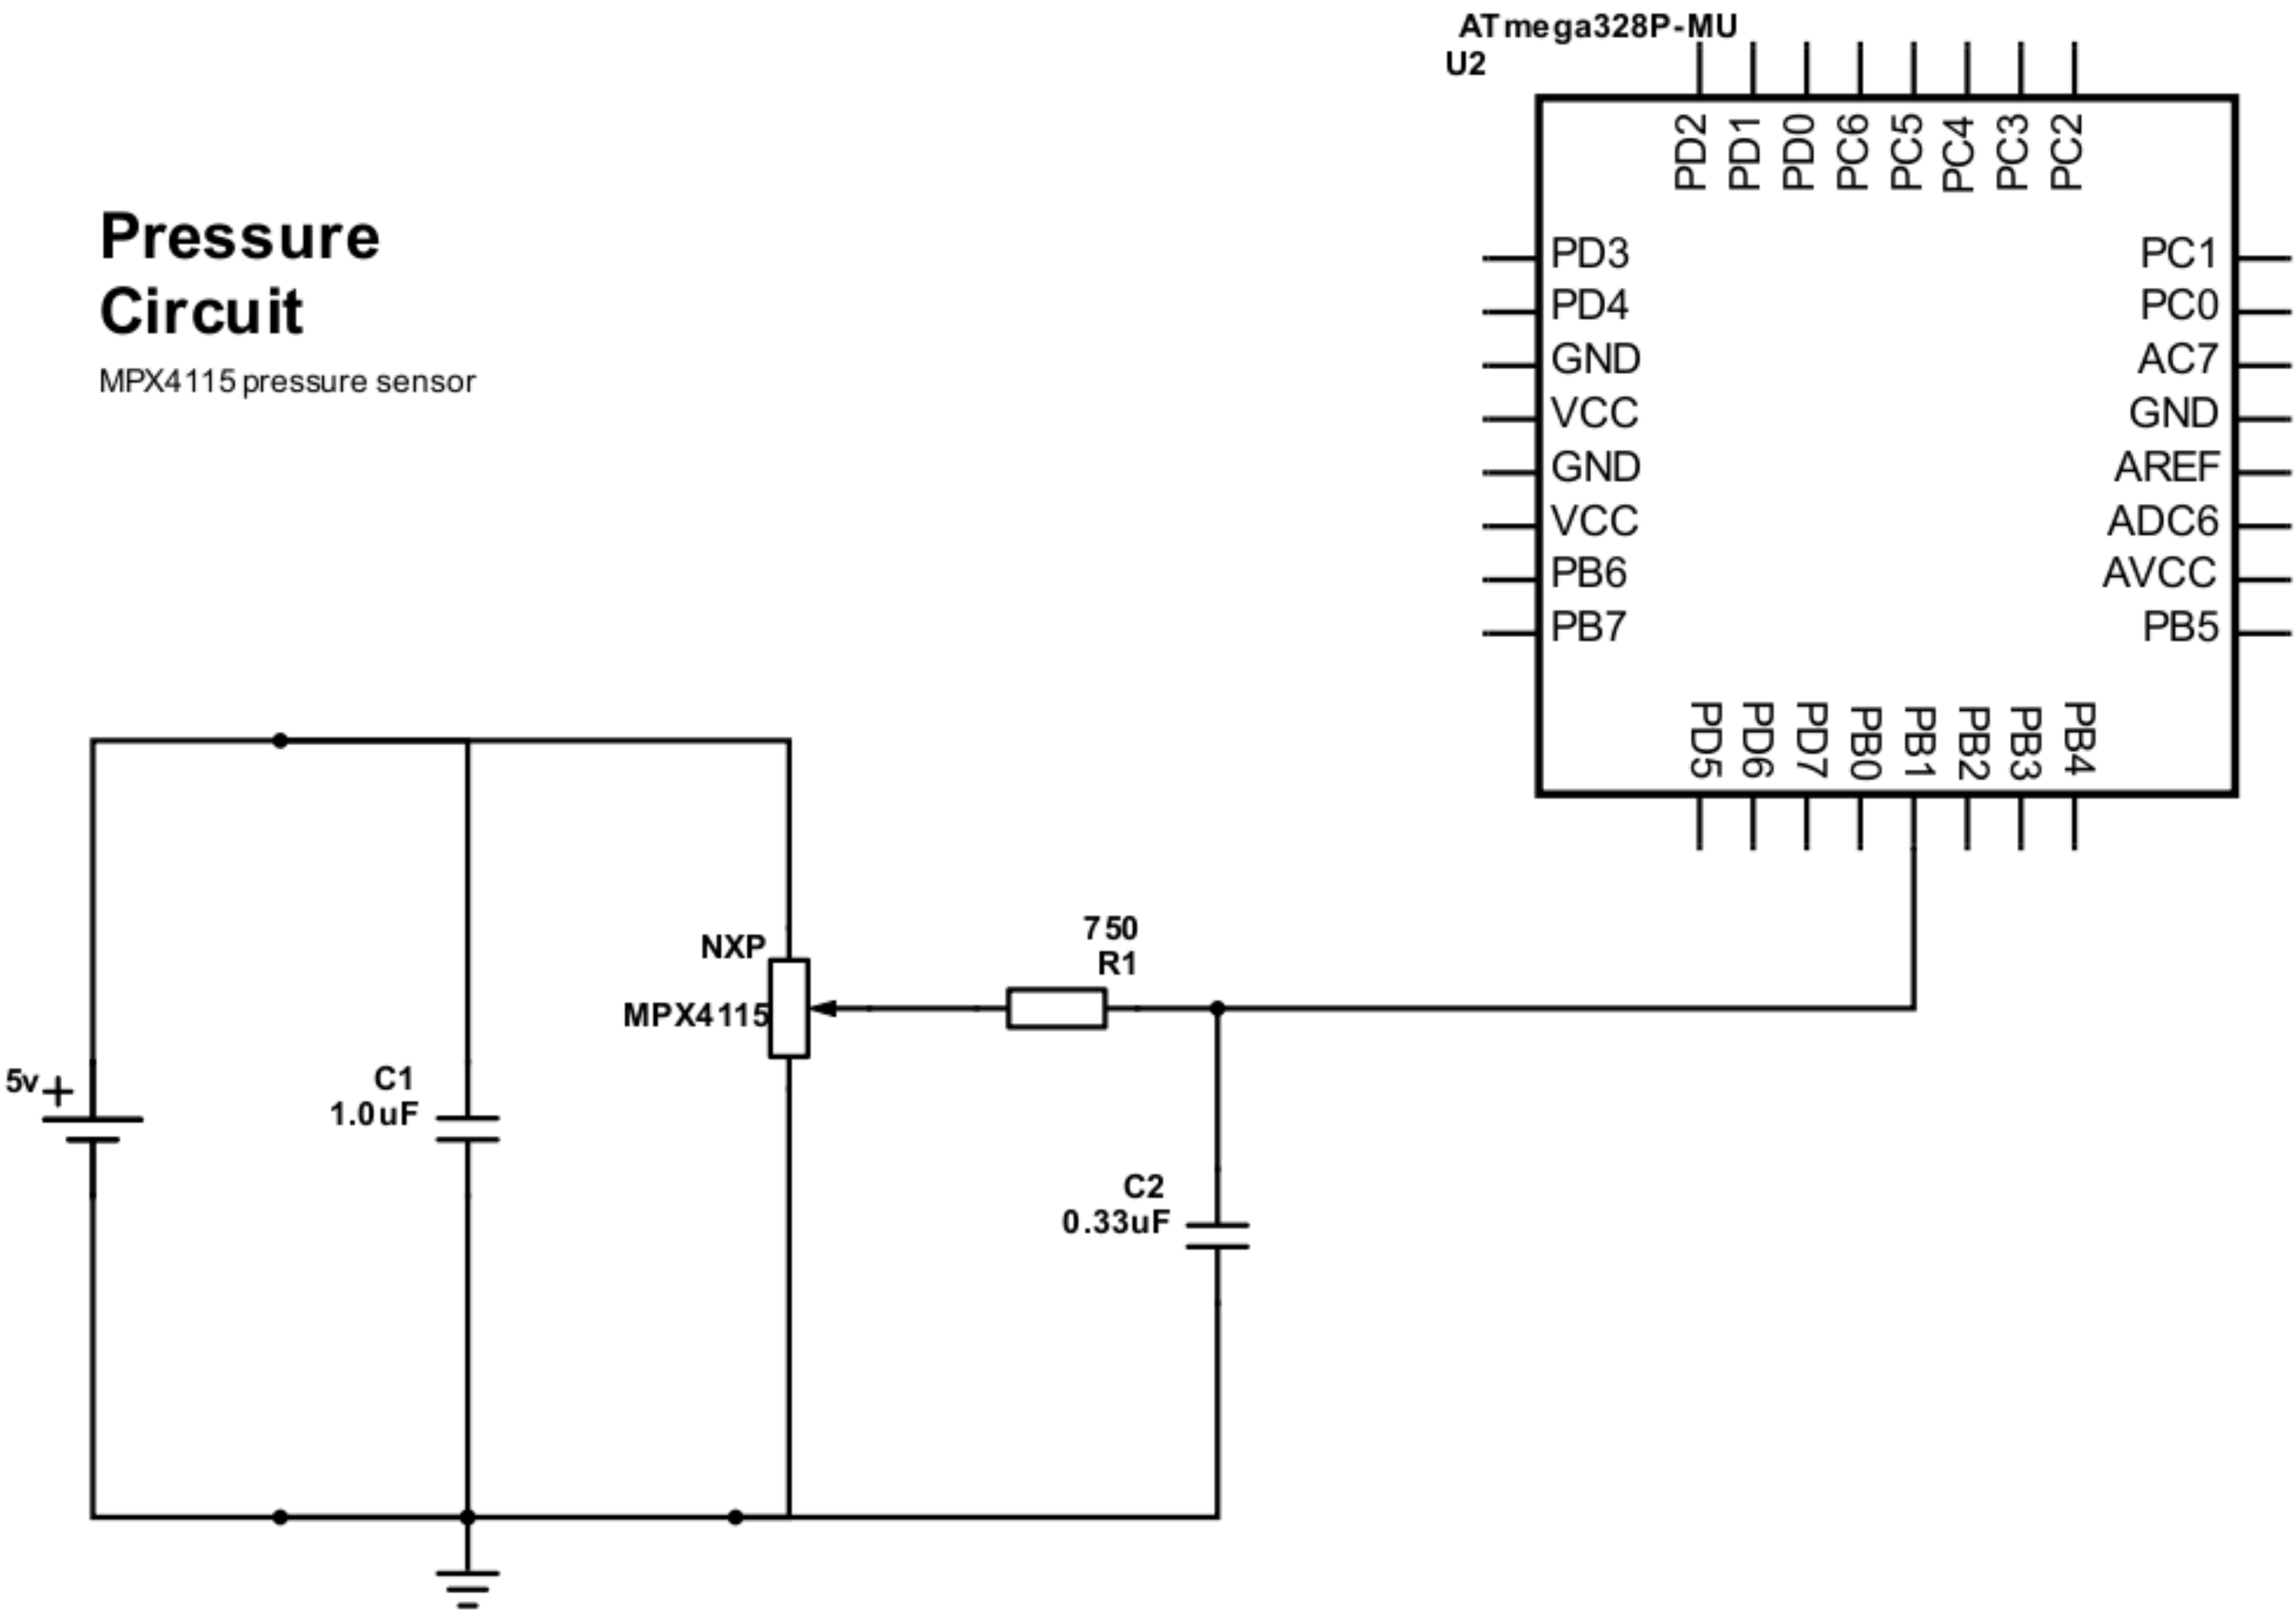 ATmega328P-MU
U2
PD2
PD1
PD0
PC6
PC5
PC4
PC3
PC2
Pressure
Circuit
MPX4115 pressure sensor
PD3
PD4
GND
VCC
GND
VCC
PB6
PB7
PC1
PC0
AC7
GND
AREF
ADC6
AVCC
PB5
PD5
PD6
PD7
PB0
PB1
PB2
PB3
PB4
NXP
MPX4115
750
R1
5v+
C1
1.0uF
C2
0.33uF